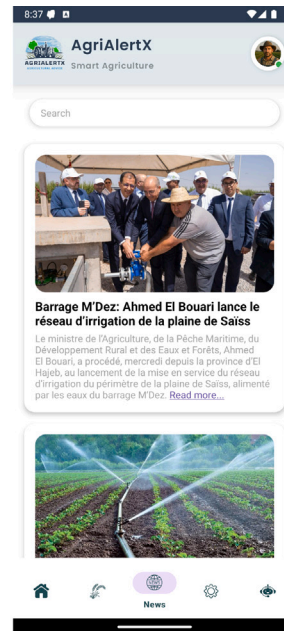 8:37
AgriAlertX
Smart Agriculture
AGRIALERTX
Search
Barrage M'Dez: Ahmed El Bouari lance le
réseau d'irrigation de la plaine de Saïss
Le ministre de l'Agriculture, de la Pêche Maritime, du
Développement Rural et des Eaux et Forêts, Ahmed
El Bouari, a procédé, mercredi depuis la province d'El
Hajeb, au lancement de la mise en service du réseau
d'irrigation du périmètre de la plaine de Saïss, alimenté
par les eaux du barrage M'Dez. Read more...
NEWS
News